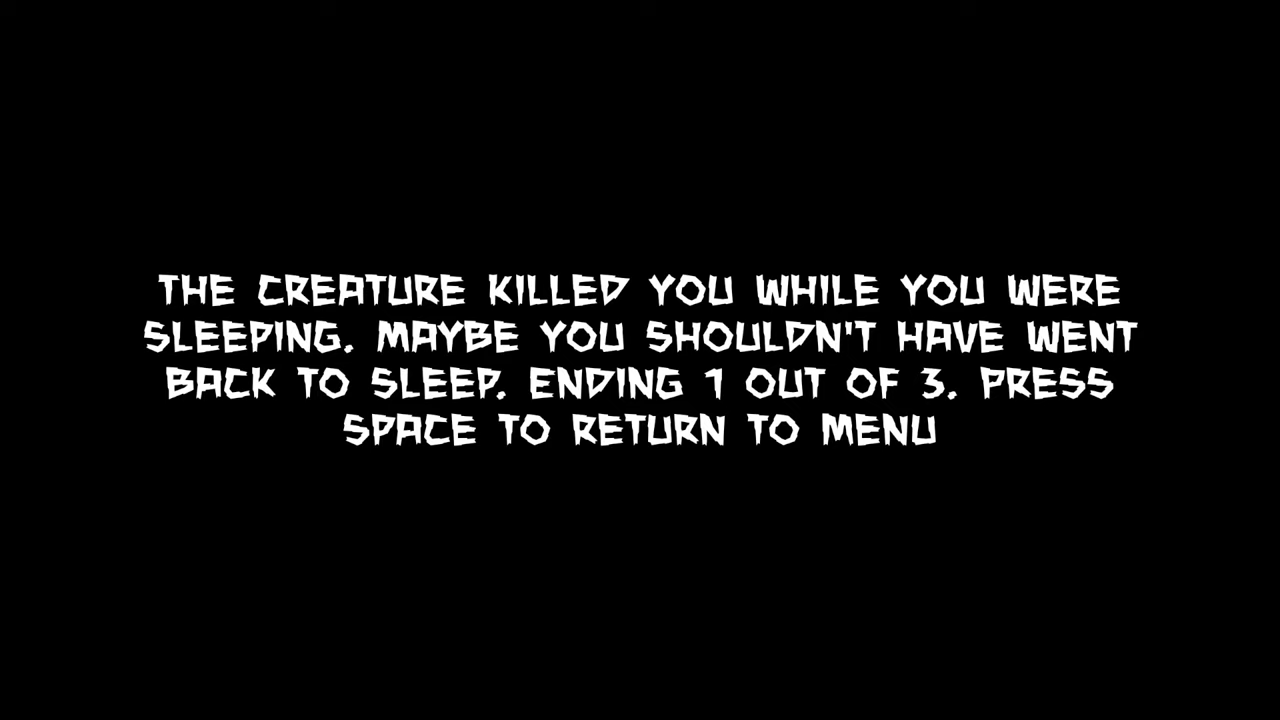 THE CREATURE KILLED YOU WHILE YOU WERE
SLEEPING. MAYBE YOU SHOULDN'T HAVE WENT
BACK TO SLEEP. ENDING 1 OUT OF 3. PRESS
SPACE TO RETURN TO MENU